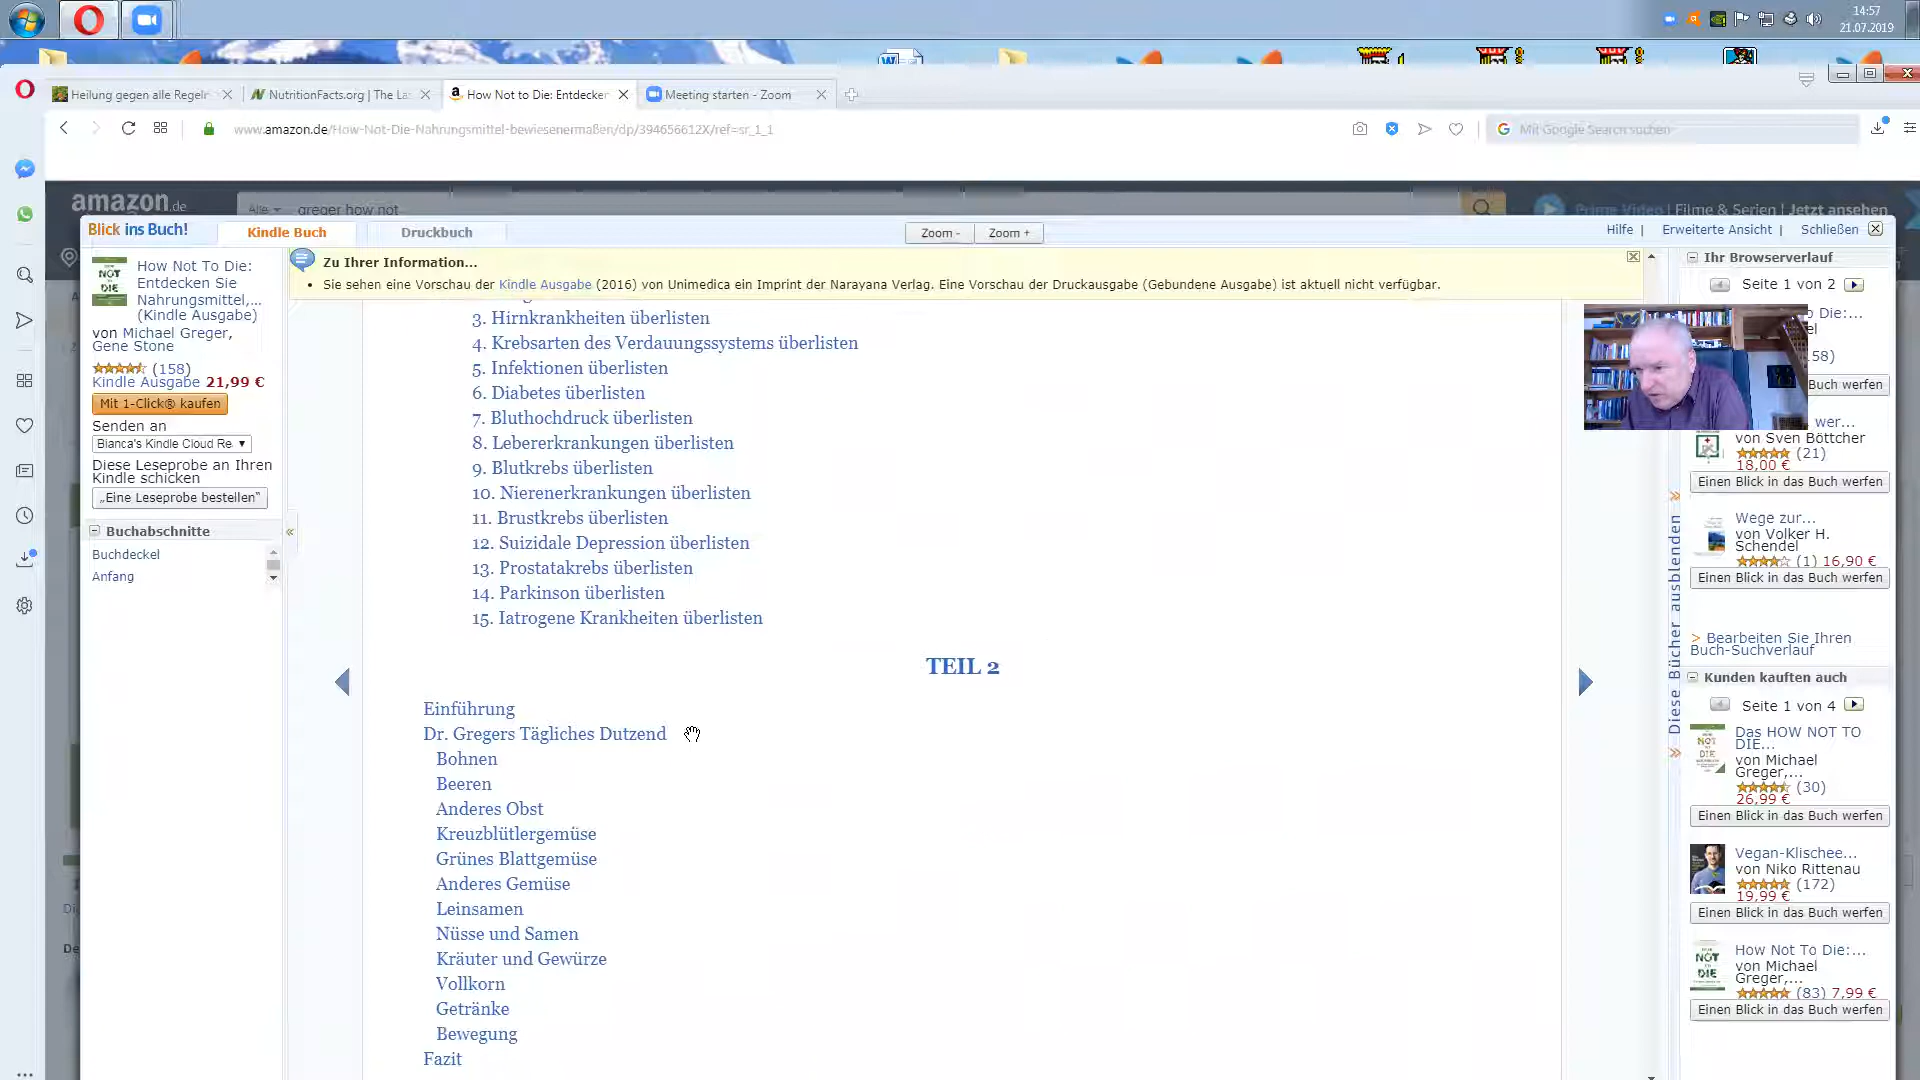 14:57
21.07.2019
Heilung gegen alle Regeln
NutritionFacts.org | The La
How Not to Die: Entdecker
Meeting starten - Zoom
www.amazon.de/How-Not-Die-Nahrungsmittel-bewiesenermaßen/dp/394656612X/ref=sr_1_1
Mit Google Search suchen
amazon.de
Alle
greger how not
Prime Video | Filme & Serien | Jetzt ansehen
Blick ins Buch!
Kindle Buch
Druckbuch
Zoom -
Zoom +
Hilfe |
Erweiterte Ansicht |
Schließen
How Not To Die:
Entdecken Sie
Nahrungsmittel,...
(Kindle Ausgabe)
von Michael Greger,
Gene Stone
(158)
Kindle Ausgabe 21,99 €
Mit 1-Click® kaufen
Senden an
Bianca's Kindle Cloud Re
Diese Leseprobe an Ihren
Kindle schicken
„Eine Leseprobe bestellen"
Buchabschnitte
Buchdeckel
Anfang
Zu Ihrer Information...
• Sie sehen eine Vorschau der Kindle Ausgabe (2016) von Unimedica ein Imprint der Narayana Verlag. Eine Vorschau der Druckausgabe (Gebundene Ausgabe) ist aktuell nicht verfügbar.
3. Hirnkrankheiten überlisten
4. Krebsarten des Verdauungssystems überlisten
5. Infektionen überlisten
6. Diabetes überlisten
7. Bluthochdruck überlisten
8. Lebererkrankungen überlisten
9. Blutkrebs überlisten
10. Nierenerkrankungen überlisten
11. Brustkrebs überlisten
12. Suizidale Depression überlisten
13. Prostatakrebs überlisten
14. Parkinson überlisten
15. Iatrogene Krankheiten überlisten
TEIL 2
Einführung
Dr. Gregers Tägliches Dutzend
Bohnen
Beeren
Anderes Obst
Kreuzblütlergemüse
Grünes Blattgemüse
Anderes Gemüse
Leinsamen
Nüsse und Samen
Kräuter und Gewürze
Vollkorn
Getränke
Bewegung
Fazit
Diese Bücher ausblenden
Ihr Browserverlauf
Seite 1 von 2
Die:...
158)
Buch werfen
wer...
von Sven Böttcher
(21)
18,00 €
Einen Blick in das Buch werfen
Wege zur...
von Volker H.
Schendel
(1) 16,90 €
Einen Blick in das Buch werfen
> Bearbeiten Sie Ihren
Buch-Suchverlauf
Kunden kauften auch
Seite 1 von 4
Das HOW NOT TO
DIE...
von Michael
Greger,...
(30)
26,99 €
Einen Blick in das Buch werfen
Vegan-Klischee...
von Niko Rittenau
(172)
19,99 €
Einen Blick in das Buch werfen
How Not To Die:...
von Michael
Greger,...
(83) 7,99 €
Einen Blick in das Buch werfen